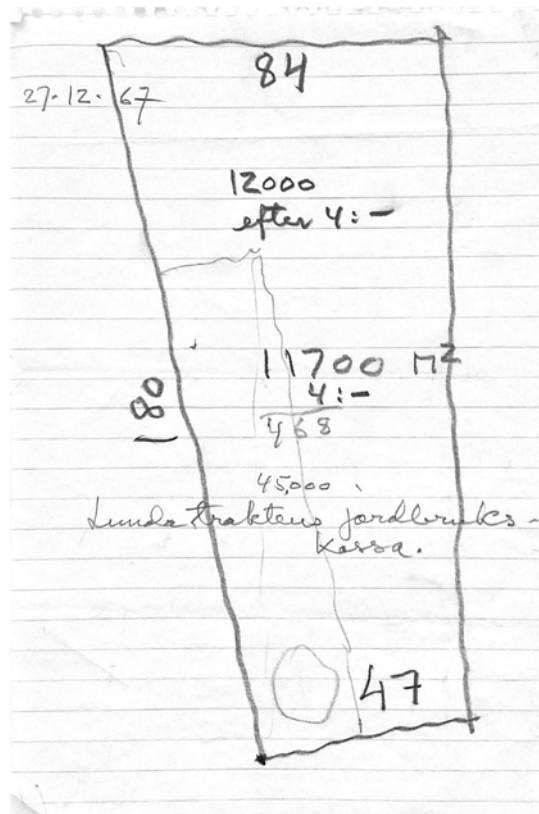 84
27-12-67
12000
efter 4:-
11700 M²
4:-
468
180
45,000
Lundatraktens jordbruks-
kassa.
47